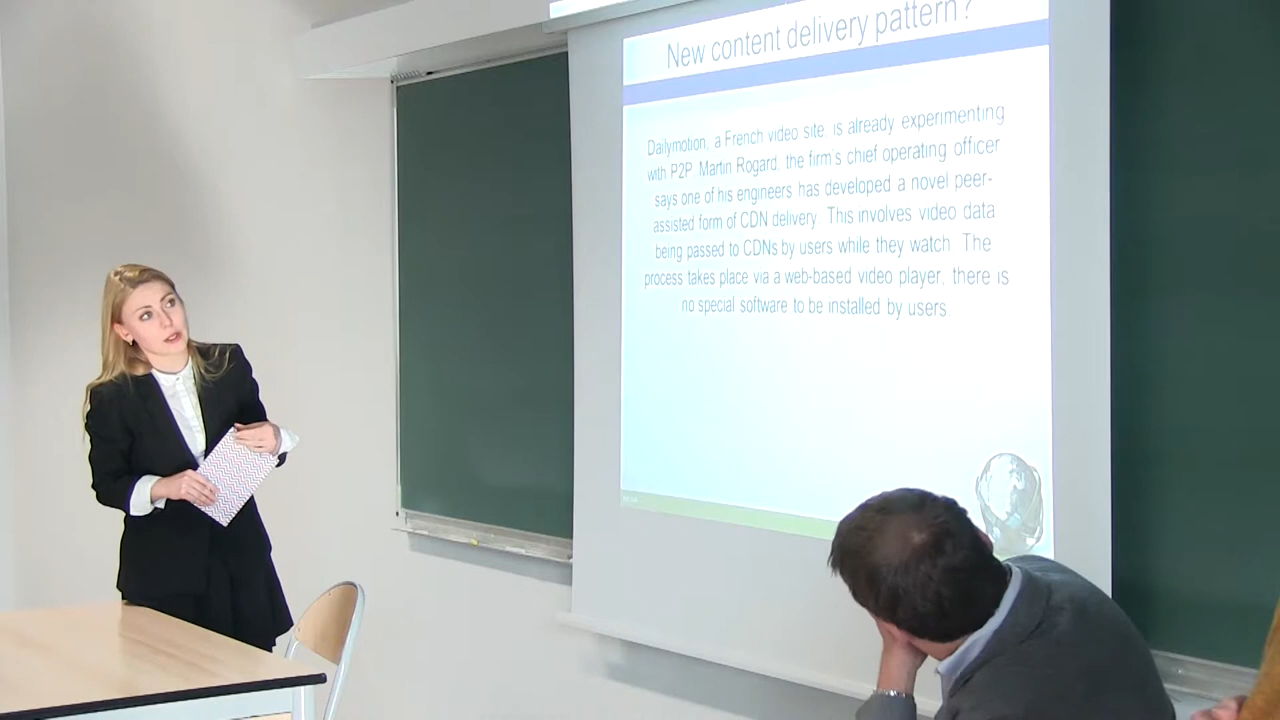 New content delivery pattern?
Dailymotion, a French video site, is already experimenting
with P2P. Martin Rogard, the firm's chief operating officer
says one of his engineers has developed a novel peer-
assisted form of CDN delivery. This involves video data
being passed to CDNs by users while they watch. The
process takes place via a web-based video player, there is
no special software to be installed by users.